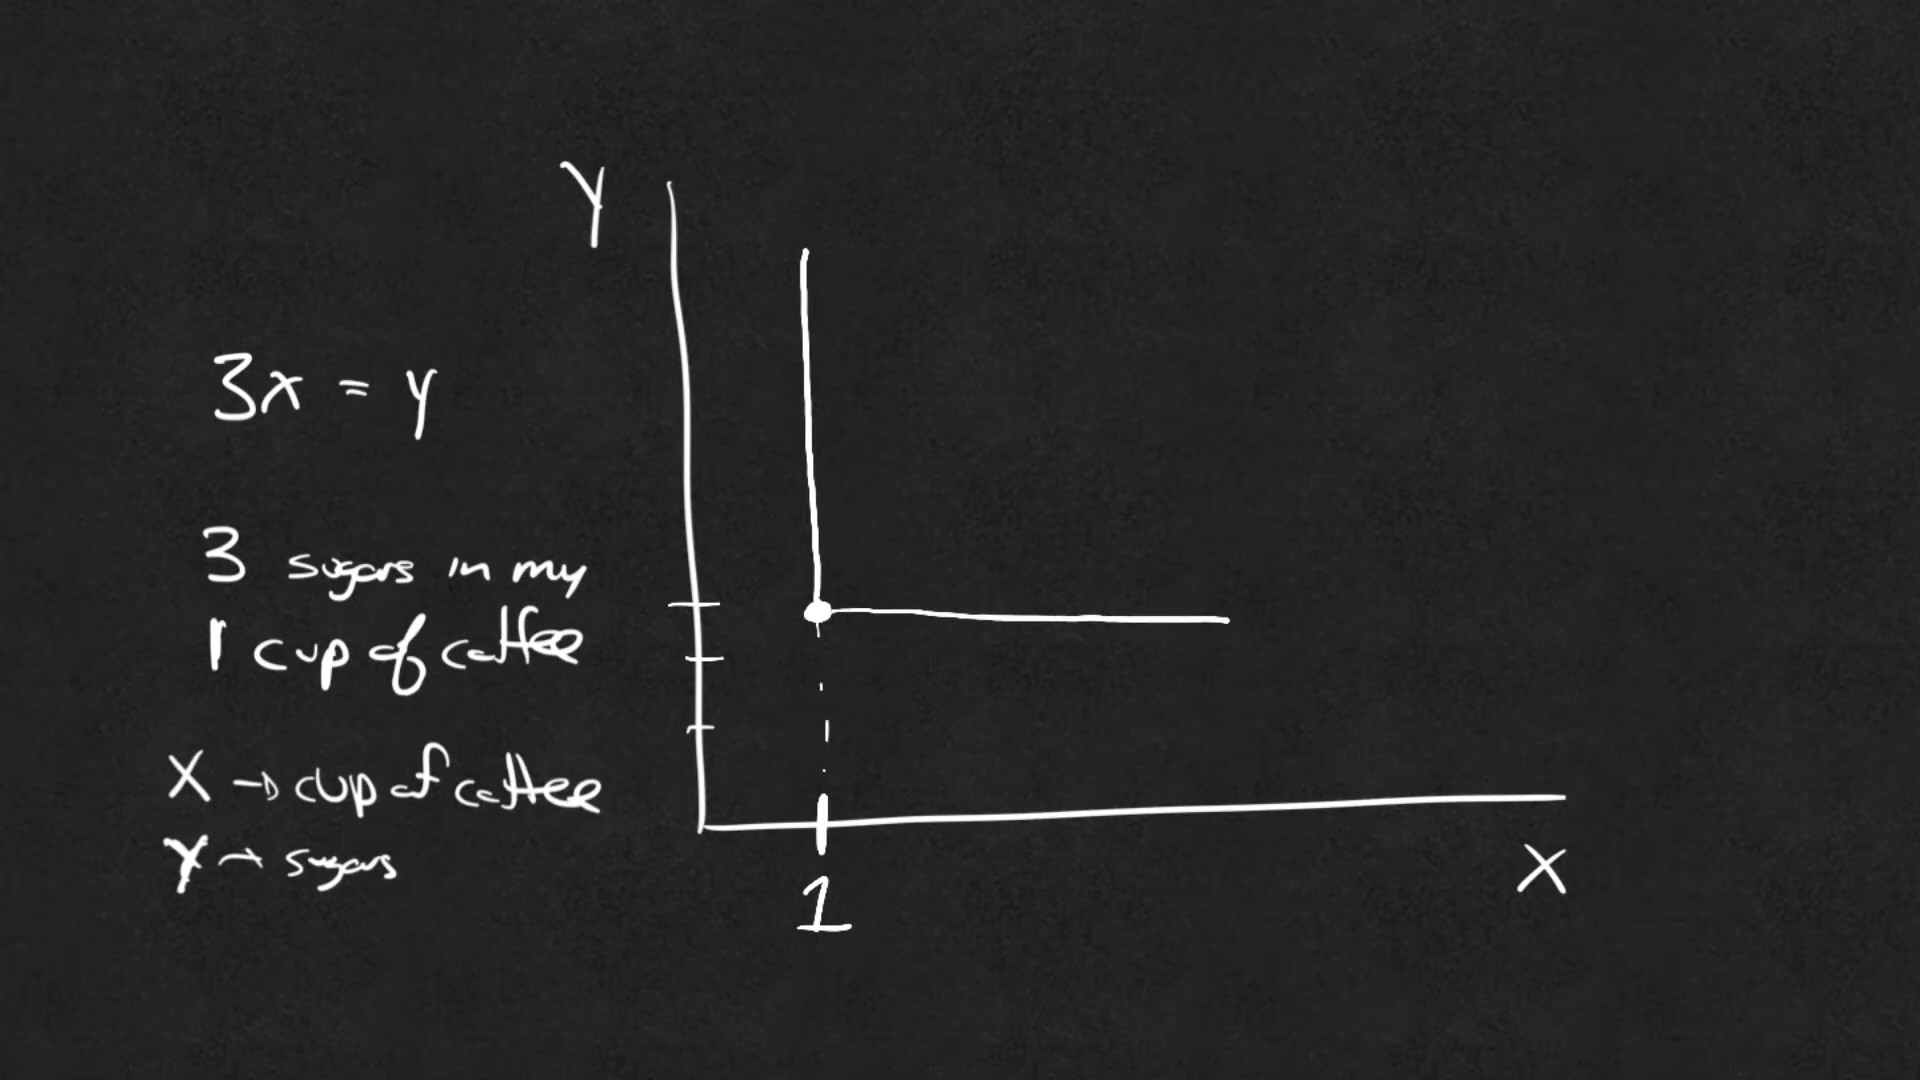 Y
3x = y
3 sugars in my
1 cup of coffee
X → cup of coffee
Y → sugars
1
X